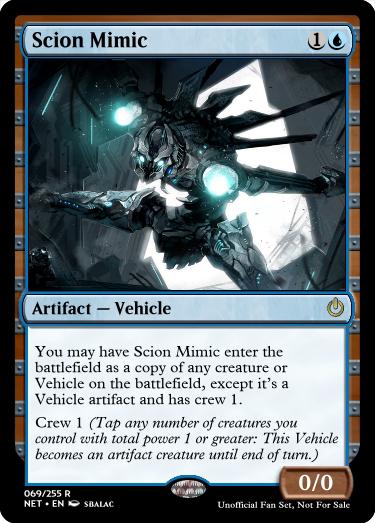 Scion Mimic 1
Artifact — Vehicle
You may have Scion Mimic enter the
battlefield as a copy of any creature or
Vehicle on the battlefield, except it's a
Vehicle artifact and has crew 1.
Crew 1 (Tap any number of creatures you
control with total power 1 or greater: This Vehicle
becomes an artifact creature until end of turn.)
0/0
069/255 R
NET • EN SBALAC
Unofficial Fan Set, Not For Sale